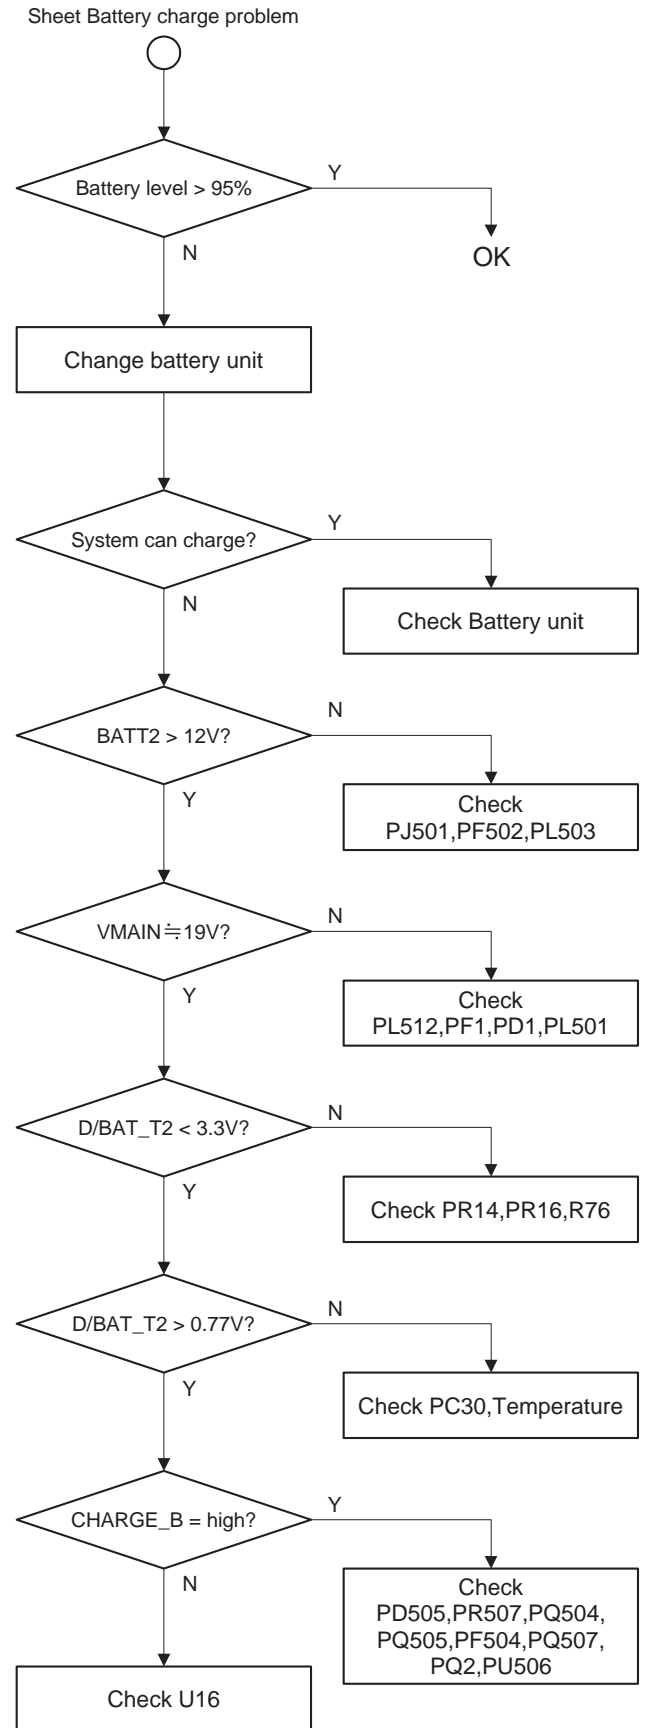 Sheet Battery charge problem
Battery level > 95%
Y
N
OK
Change battery unit
System can charge?
Y
N
Check Battery unit
BATT2 > 12V?
N
Y
Check
PJ501,PF502,PL503
VMAIN≒19V?
N
Y
Check
PL512,PF1,PD1,PL501
D/BAT_T2 < 3.3V?
N
Y
Check PR14,PR16,R76
D/BAT_T2 > 0.77V?
N
Y
Check PC30,Temperature
CHARGE_B = high?
Y
N
Check
PD505,PR507,PQ504,
PQ505,PF504,PQ507,
PQ2,PU506
Check U16